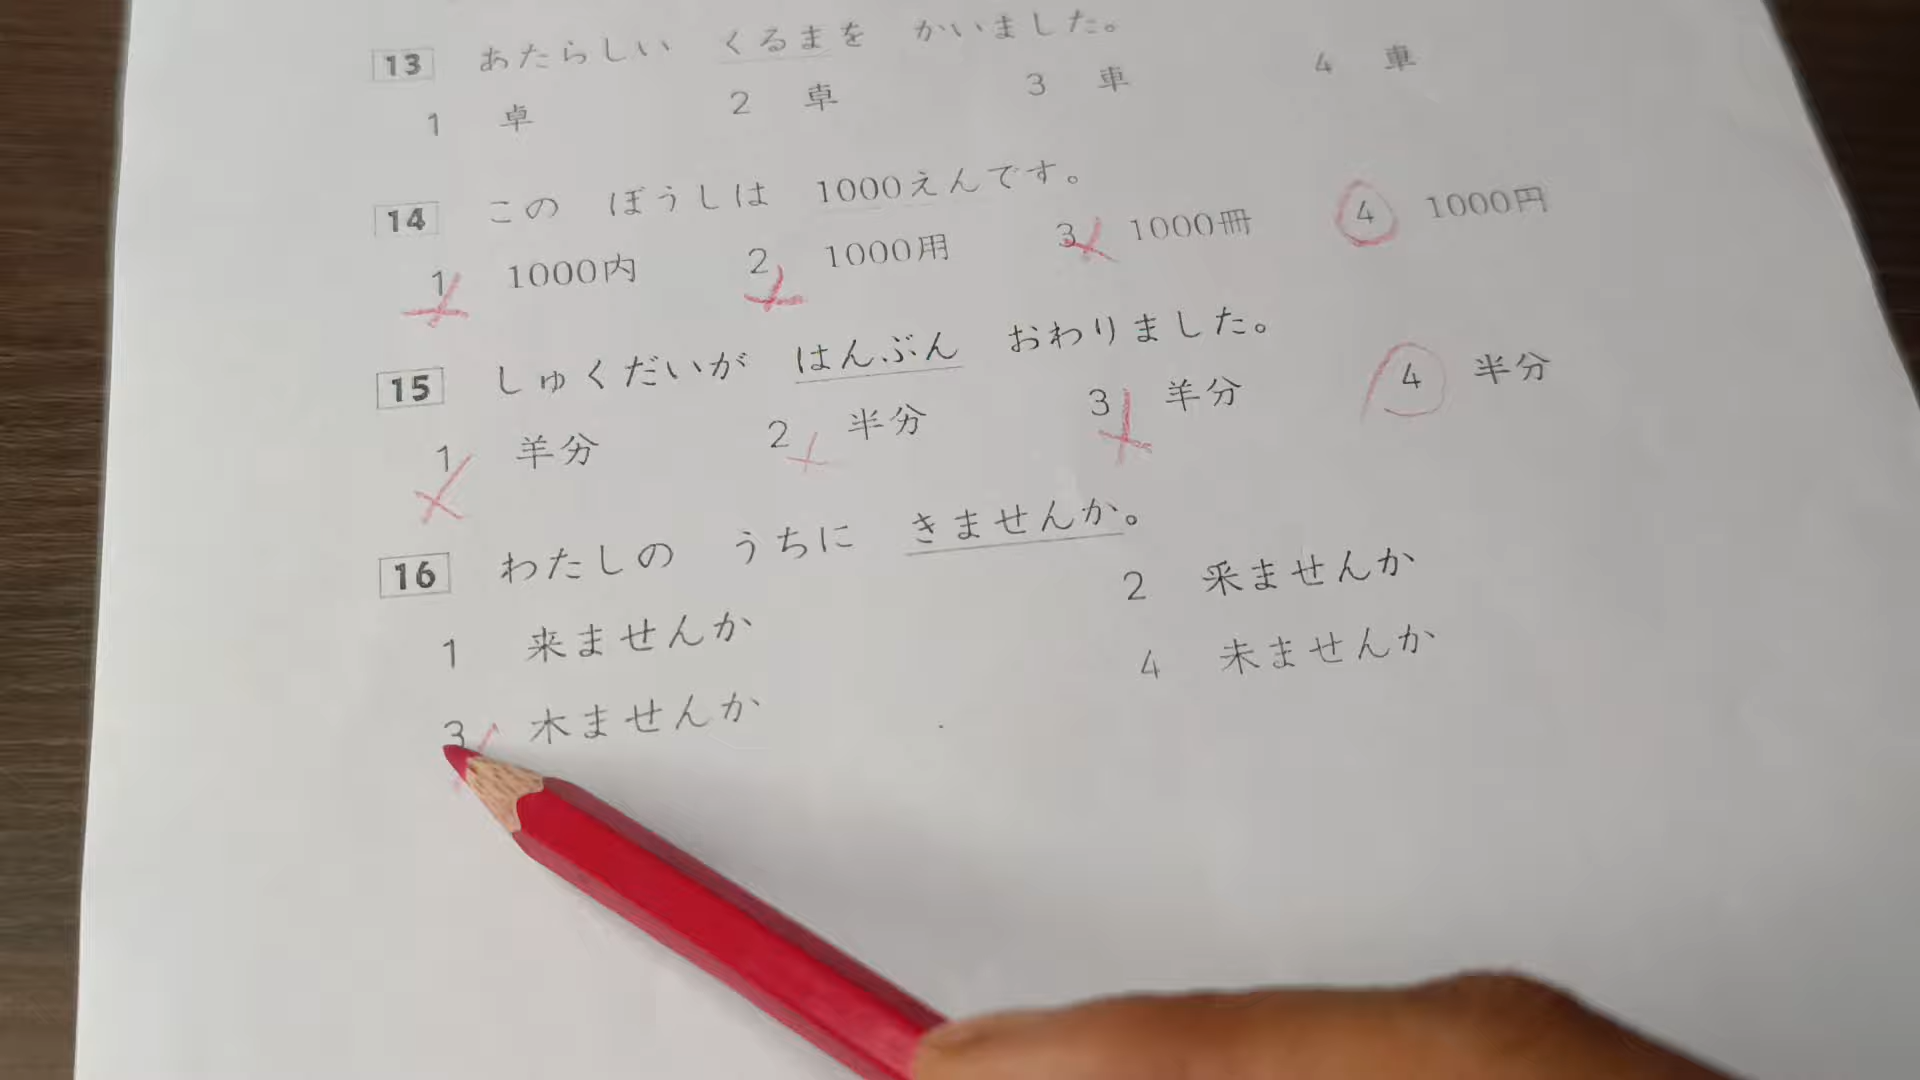 13 あたらしい くるまを かいました。
1 卓 2 卓 3 車 4 車
14 この ぼうしは 1000えんです。
1 1000内 2 1000用 3 1000冊 4 1000円
15 しゅくだいが はんぶん おわりました。
1 羊分 2 半分 3 羊分 4 半分
16 わたしの うちに きませんか。
1 来ませんか 2 采ませんか
3 木ませんか 4 未ませんか